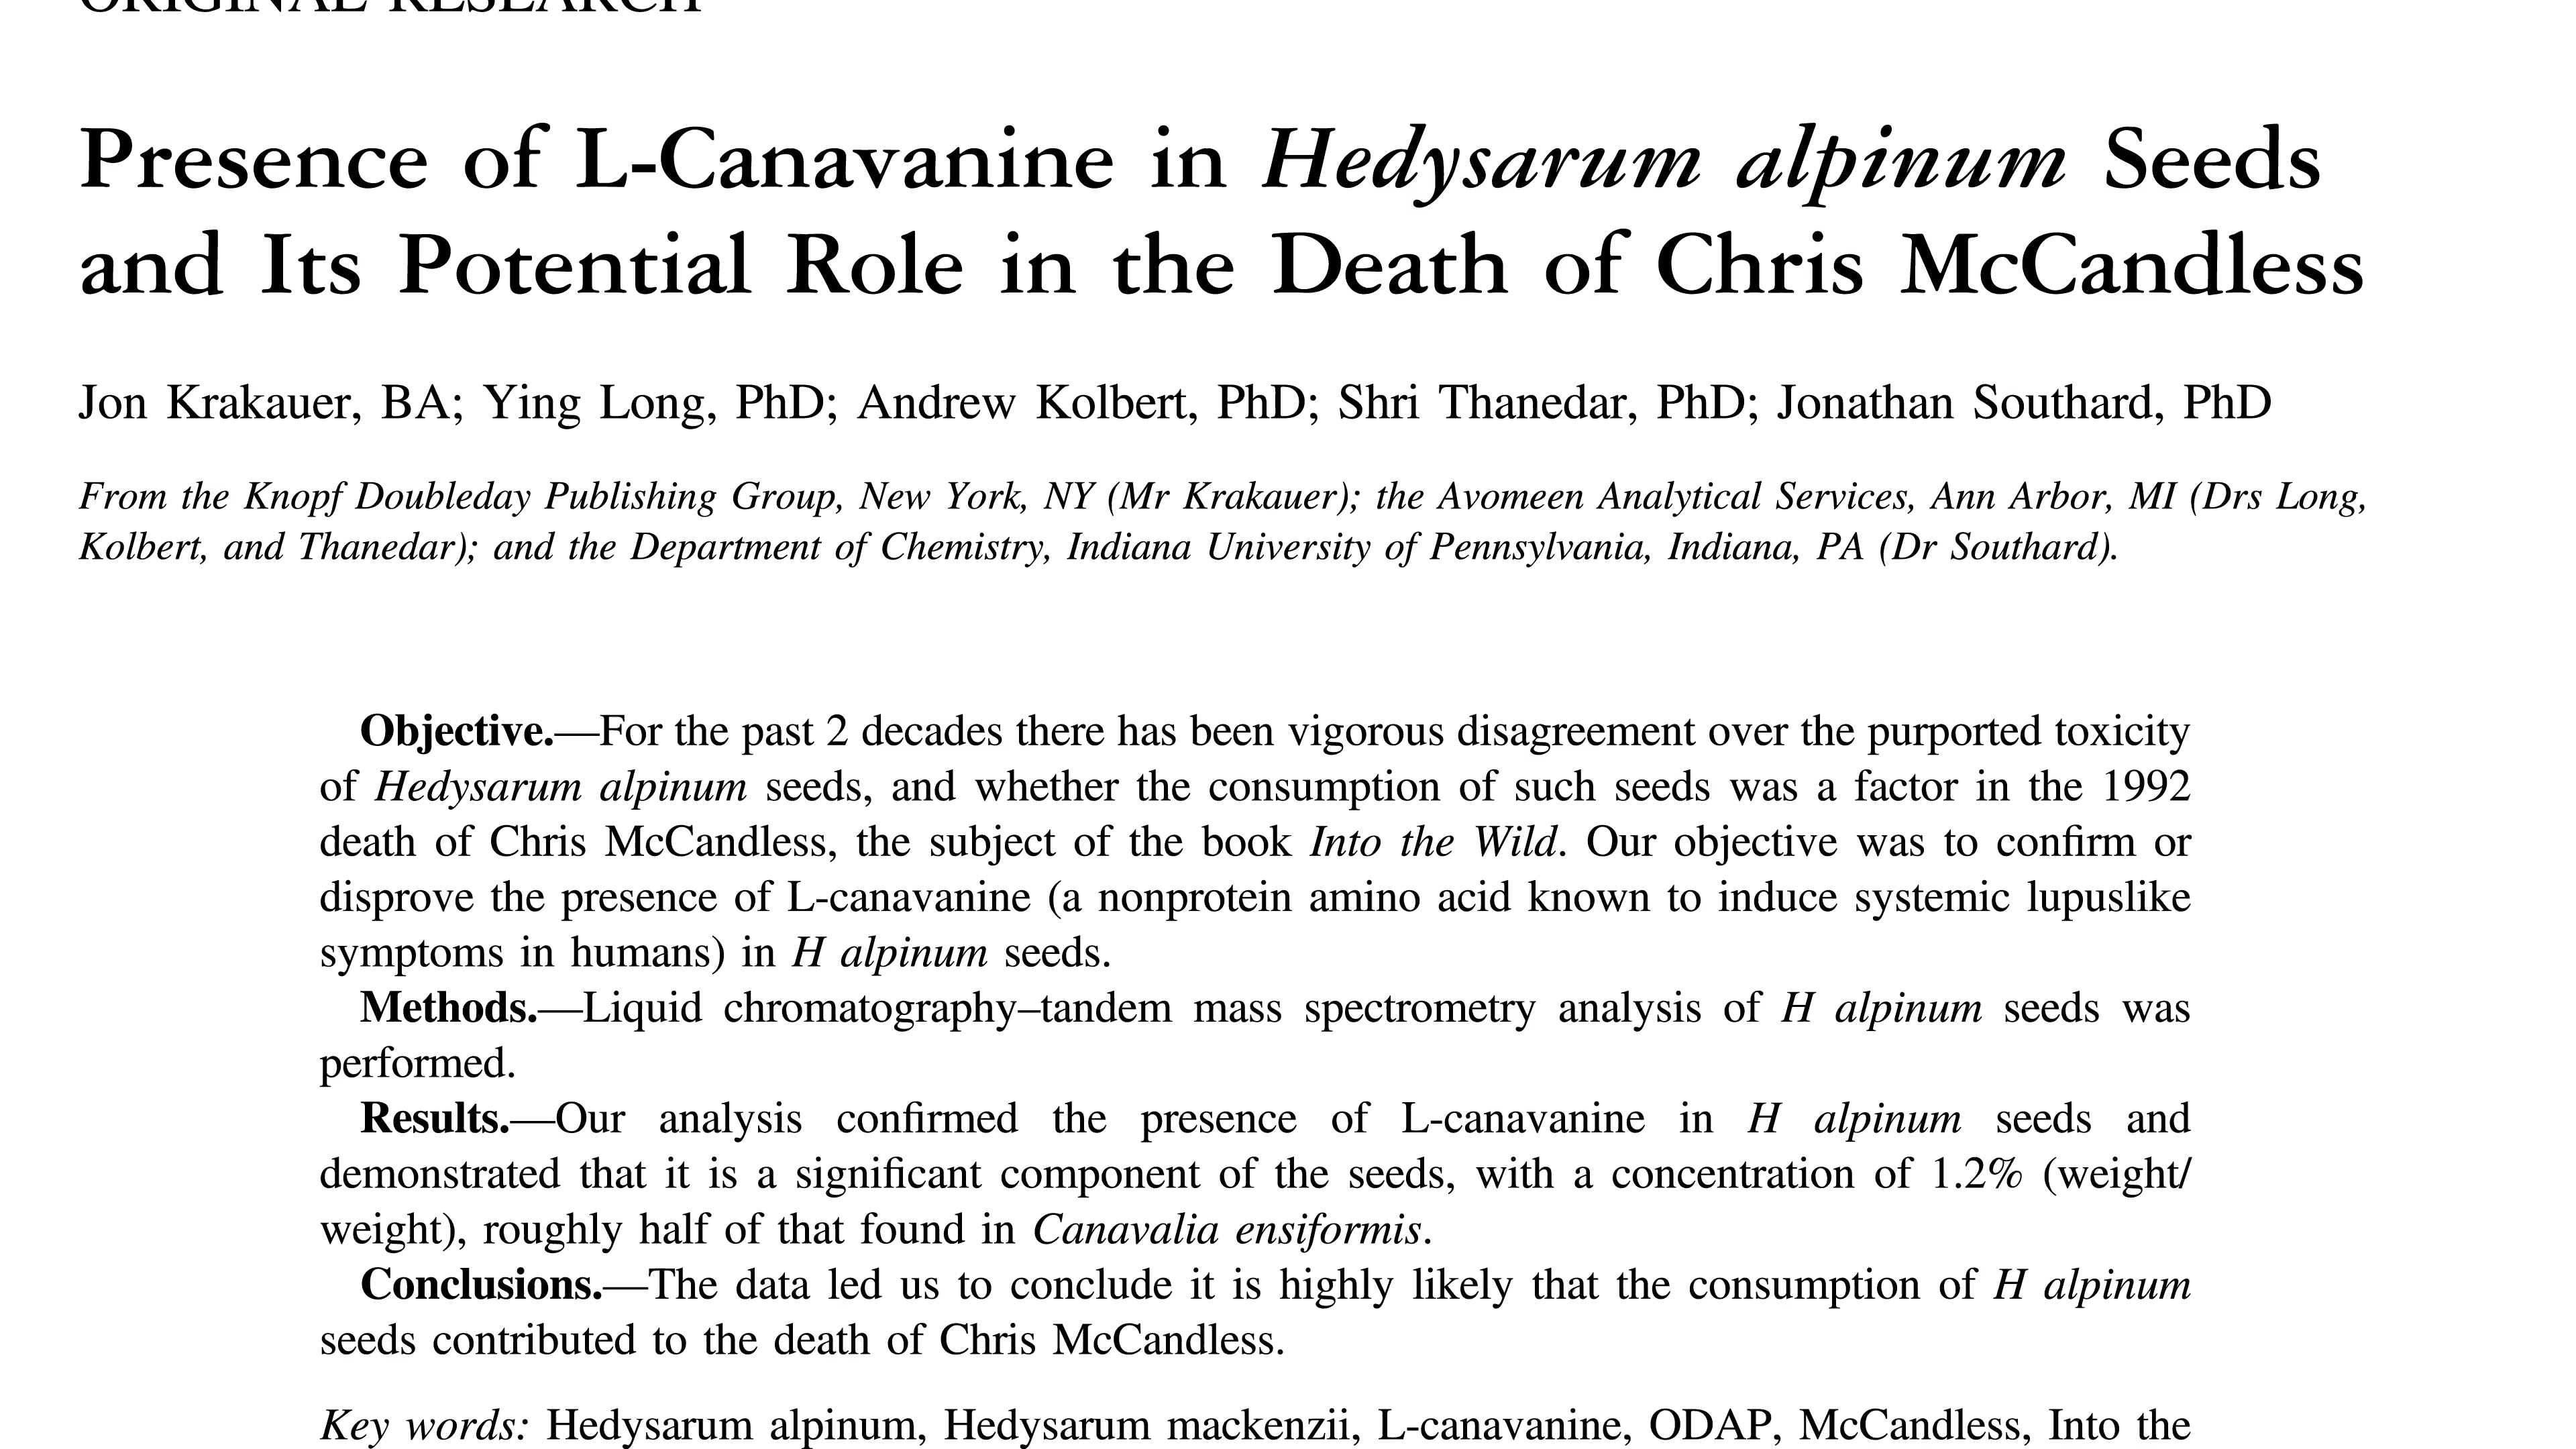 ORIGINAL RESEARCH
Presence of L-Canavanine in Hedysarum alpinum Seeds
and Its Potential Role in the Death of Chris McCandless
Jon Krakauer, BA; Ying Long, PhD; Andrew Kolbert, PhD; Shri Thanedar, PhD; Jonathan Southard, PhD
From the Knopf Doubleday Publishing Group, New York, NY (Mr Krakauer); the Avomeen Analytical Services, Ann Arbor, MI (Drs Long,
Kolbert, and Thanedar); and the Department of Chemistry, Indiana University of Pennsylvania, Indiana, PA (Dr Southard).
Objective.—For the past 2 decades there has been vigorous disagreement over the purported toxicity
of Hedysarum alpinum seeds, and whether the consumption of such seeds was a factor in the 1992
death of Chris McCandless, the subject of the book Into the Wild. Our objective was to confirm or
disprove the presence of L-canavanine (a nonprotein amino acid known to induce systemic lupuslike
symptoms in humans) in H alpinum seeds.
Methods.—Liquid chromatography–tandem mass spectrometry analysis of H alpinum seeds was
performed.
Results.—Our analysis confirmed the presence of L-canavanine in H alpinum seeds and
demonstrated that it is a significant component of the seeds, with a concentration of 1.2% (weight/
weight), roughly half of that found in Canavalia ensiformis.
Conclusions.—The data led us to conclude it is highly likely that the consumption of H alpinum
seeds contributed to the death of Chris McCandless.
Key words: Hedysarum alpinum, Hedysarum mackenzii, L-canavanine, ODAP, McCandless, Into the